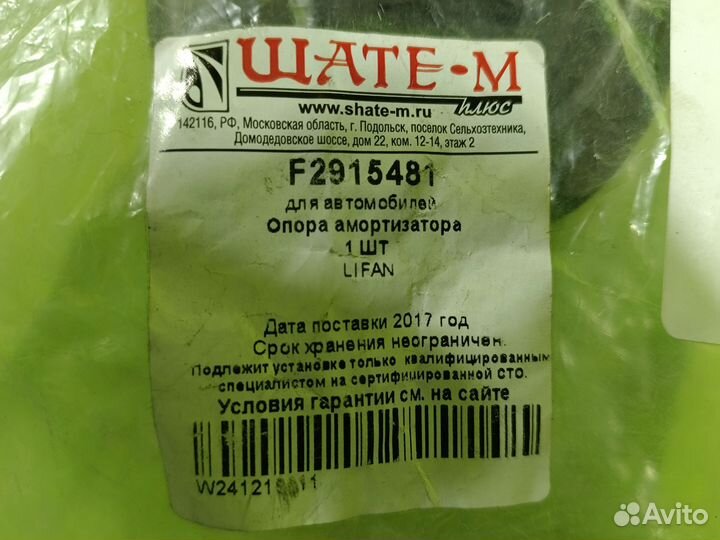 ШАТЕ-М
плюс
www.shate-m.ru
142116, РФ, Московская область, г. Подольск, поселок Сельхозтехника,
Домодедовское шоссе, дом 22, ком. 12-14, этаж 2
F2915481
для автомобилей
Опора амортизатора
1 ШТ
LIFAN
Дата поставки 2017 год
Срок хранения неограничен.
Подлежит установке только квалифицированным
специалистом на сертифицированной СТО.
Условия гарантии см. на сайте
Avito